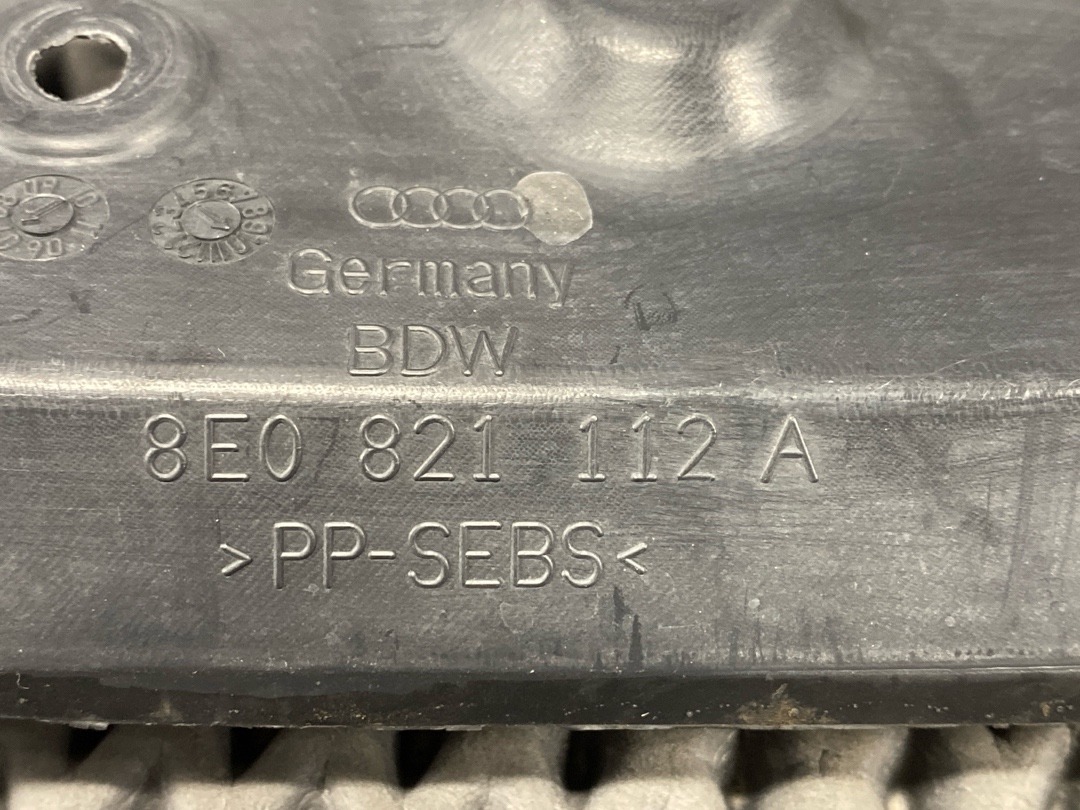 Germany
BDW
8E0 821 112 A
>PP-SEBS<